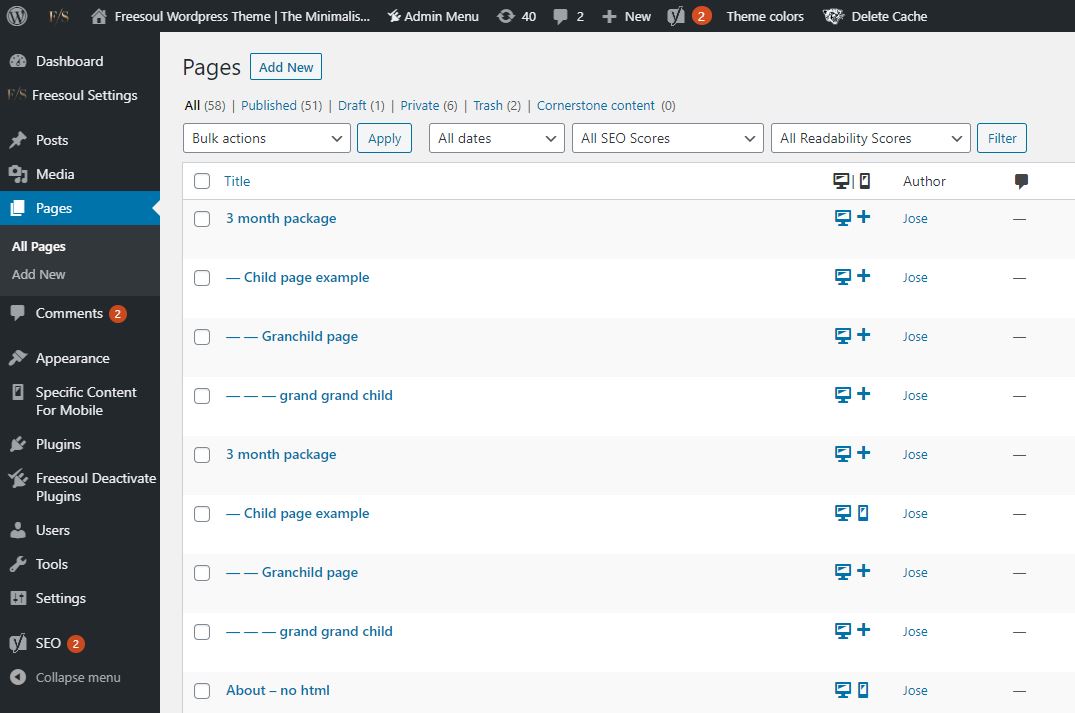 F/S Freesoul Wordpress Theme | The Minimalis... Admin Menu 40 2 New 2 Theme colors Delete Cache
Dashboard
F/S Freesoul Settings
Posts
Media
Pages
All Pages
Add New
Comments 2
Appearance
Specific Content
For Mobile
Plugins
Freesoul Deactivate
Plugins
Users
Tools
Settings
SEO 2
Collapse menu
Pages Add New
All (58) | Published (51) | Draft (1) | Private (6) | Trash (2) | Cornerstone content (0)
Bulk actions Apply All dates All SEO Scores All Readability Scores Filter
Title | Author
3 month package Jose —
— Child page example Jose —
— — Granchild page Jose —
— — — grand grand child Jose —
3 month package Jose —
— Child page example Jose —
— — Granchild page Jose —
— — — grand grand child Jose —
About – no html Jose —